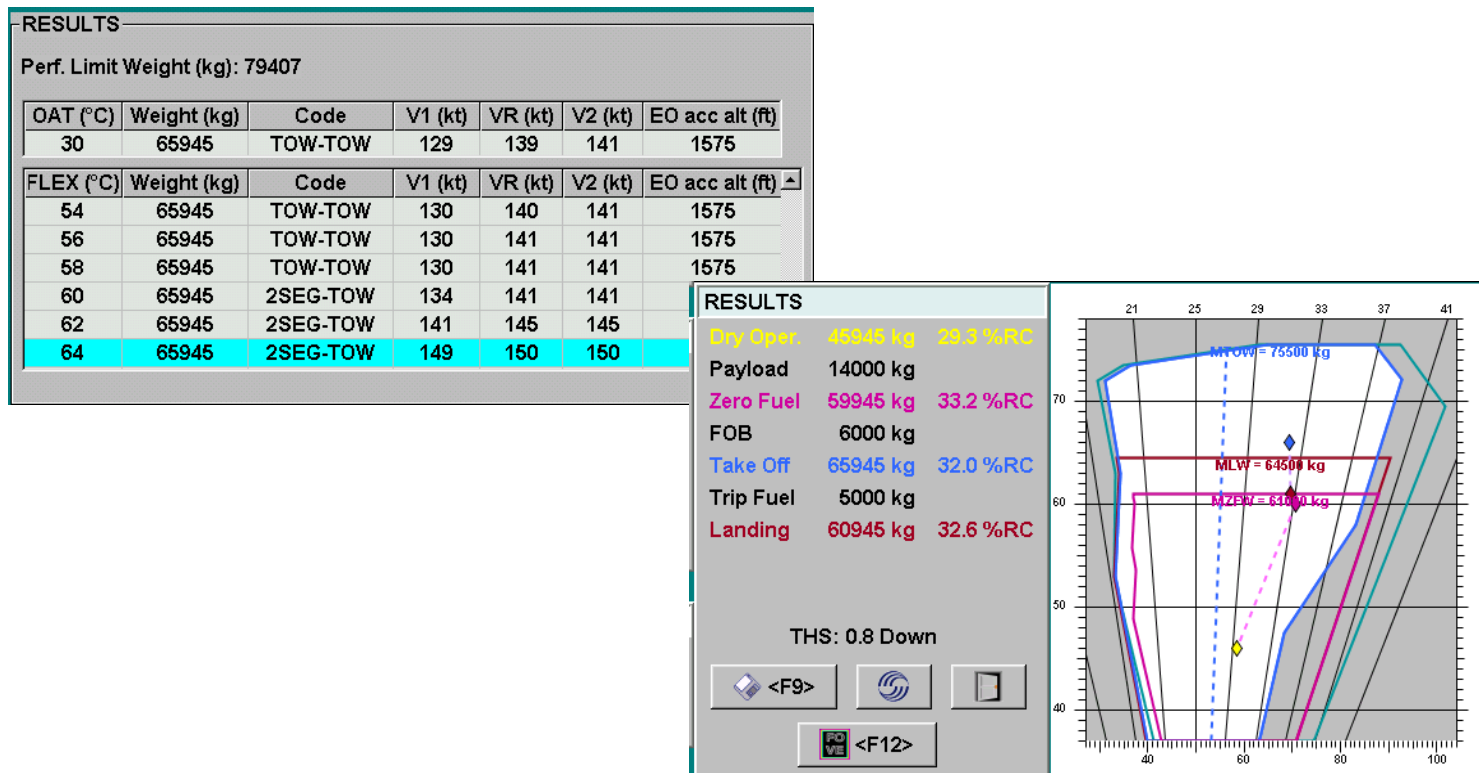 RESULTS
Perf. Limit Weight (kg): 79407
OAT (°C) Weight (kg) Code V1 (kt) VR (kt) V2 (kt) EO acc alt (ft)
30 65945 TOW-TOW 129 139 141 1575
FLEX (°C) Weight (kg) Code V1 (kt) VR (kt) V2 (kt) EO acc alt (ft)
54 65945 TOW-TOW 130 140 141 1575
56 65945 TOW-TOW 130 141 141 1575
58 65945 TOW-TOW 130 141 141 1575
60 65945 2SEG-TOW 134 141 141
62 65945 2SEG-TOW 141 145 145
64 65945 2SEG-TOW 149 150 150
RESULTS
Dry Oper. 45945 kg 29.3 %RC
Payload 14000 kg
Zero Fuel 59945 kg 33.2 %RC
FOB 6000 kg
Take Off 65945 kg 32.0 %RC
Trip Fuel 5000 kg
Landing 60945 kg 32.6 %RC
THS: 0.8 Down
<F9>
FO VE <F12>
21 25 29 33 37 41
MTOW = 75500 kg
70
MLW = 64500 kg
MZFW = 61000 kg
60
50
40
40 60 80 100